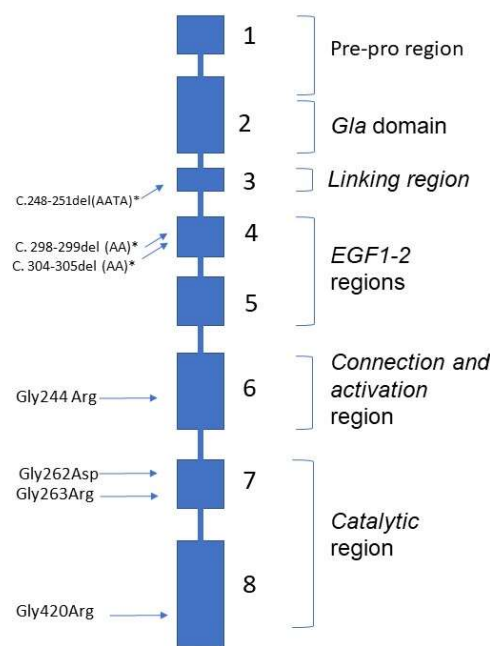 1
Pre-pro region
2
Gla domain
3
Linking region
C.248-251del(AATA)*
4
C. 298-299del (AA)*
C. 304-305del (AA)*
EGF1-2
regions
5
Connection and
activation
region
6
Gly244 Arg
Gly262Asp
Gly263Arg
7
Catalytic
region
8
Gly420Arg